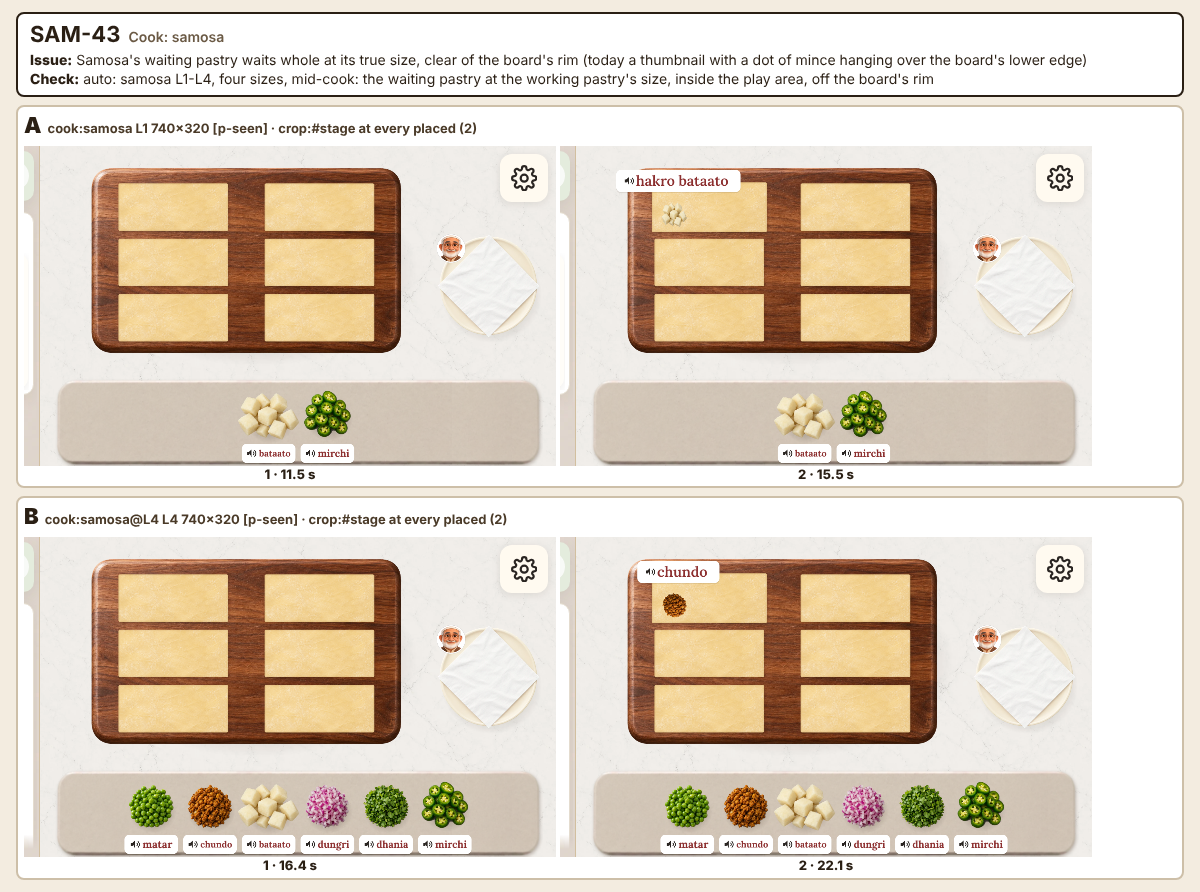 SAM-43 Cook: samosa
Issue: Samosa's waiting pastry waits whole at its true size, clear of the board's rim (today a thumbnail with a dot of mince hanging over the board's lower edge)
Check: auto: samosa L1-L4, four sizes, mid-cook: the waiting pastry at the working pastry's size, inside the play area, off the board's rim
A cook:samosa L1 740×320 [p-seen] · crop:#stage at every placed (2)
hakro bataato
bataato mirchi
bataato mirchi
1 · 11.5 s
2 · 15.5 s
B cook:samosa@L4 L4 740×320 [p-seen] · crop:#stage at every placed (2)
chundo
matar chundo bataato dungri dhania mirchi
matar chundo bataato dungri dhania mirchi
1 · 16.4 s
2 · 22.1 s